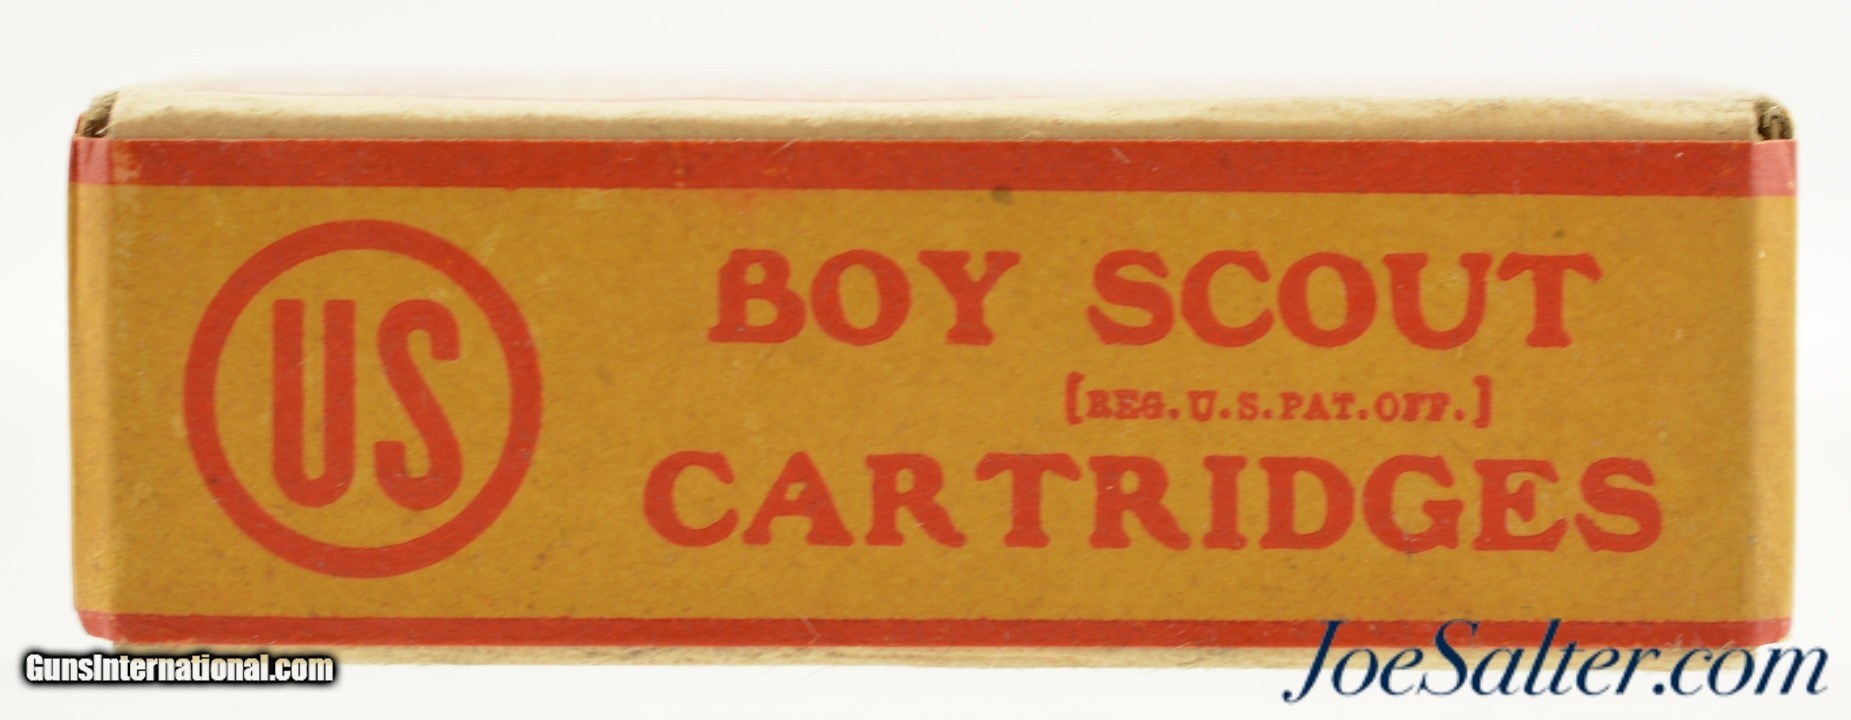 US
BOY SCOUT
[REG.U.S.PAT.OFF.]
CARTRIDGES
GunsInternational.com
JoeSalter.com